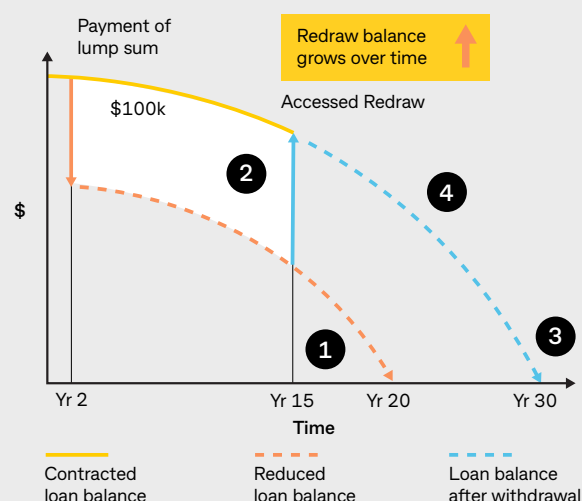 Payment of
lump sum
Redraw balance
grows over time
Accessed Redraw
$100k
2
4
$
1
3
Yr 2
Yr 15
Yr 20
Yr 30
Time
Contracted
loan balance
Reduced
loan balance
Loan balance
after withdrawal